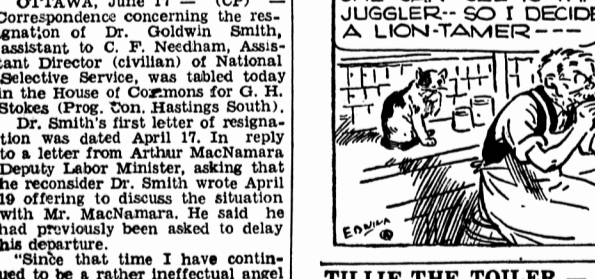 OTTAWA, June 17 — (CP) —
Correspondence concerning the res-
gnation of Dr. Goldwin Smith,
assistant to C. F. Needham, Assis-
tant Director (civilian) of National
Selective Service, was tabled today
in the House of Commons for G. H.
Stokes (Prog. Con. Hastings South).
Dr. Smith's first letter of resigna-
tion was dated April 17. In reply
to a letter from Arthur MacNamara
Deputy Labor Minister, asking that
he reconsider Dr. Smith wrote April
19 offering to discuss the situation
with Mr. MacNamara. He said he
had previously been asked to delay
his departure.
"Since that time I have contin-
ued to be a rather ineffectual angel
JUGGLER-- SO I DECIDE
A LION-TAMER---
EDWINA
TILLIE THE TOILER —